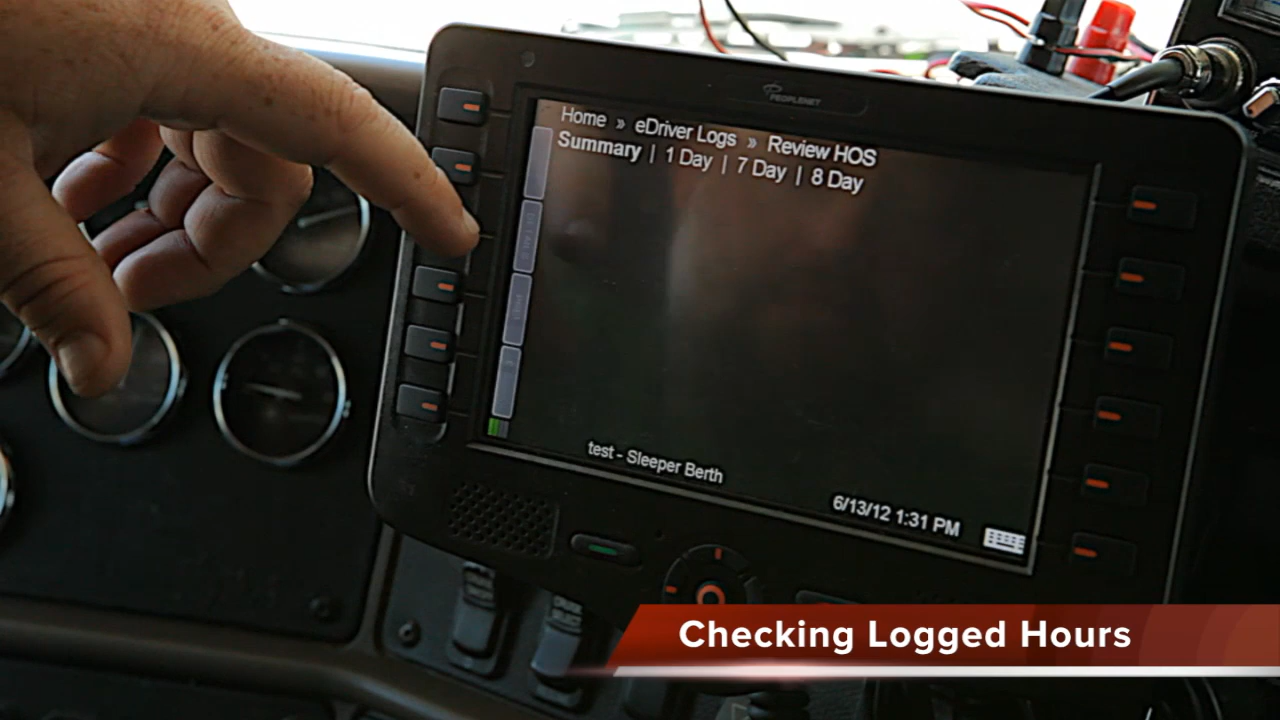 PEOPLENET
Home » eDriver Logs » Review HOS
Summary | 1 Day | 7 Day | 8 Day
test - Sleeper Berth
6/13/12 1:31 PM
Checking Logged Hours